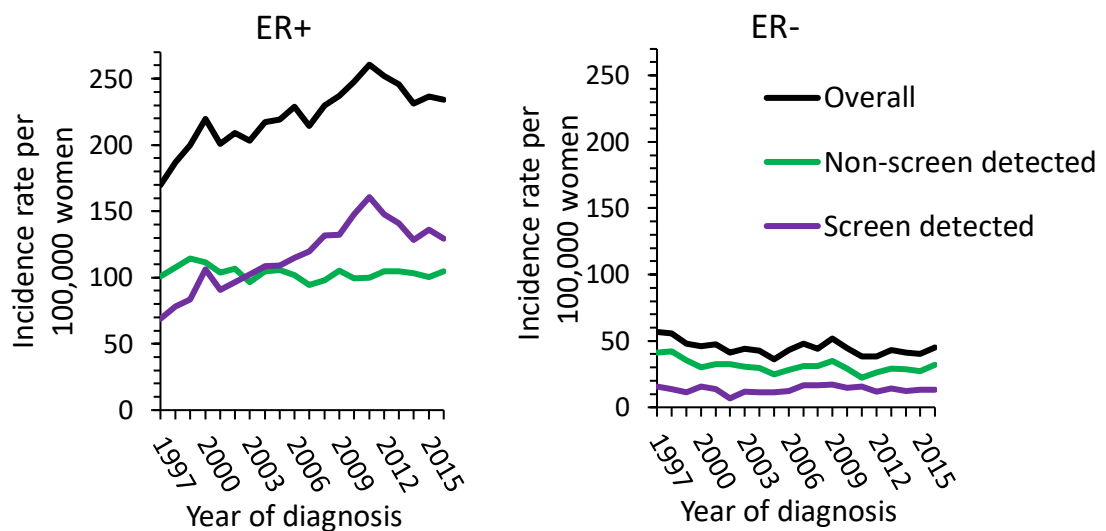 ER+
Incidence rate per
100,000 women
250
200
150
100
50
0
1997
2000
2003
2006
2009
2012
2015
Year of diagnosis
ER-
Incidence rate per
100,000 women
250
200
150
100
50
0
1997
2000
2003
2006
2009
2012
2015
Year of diagnosis
Overall
Non-screen detected
Screen detected